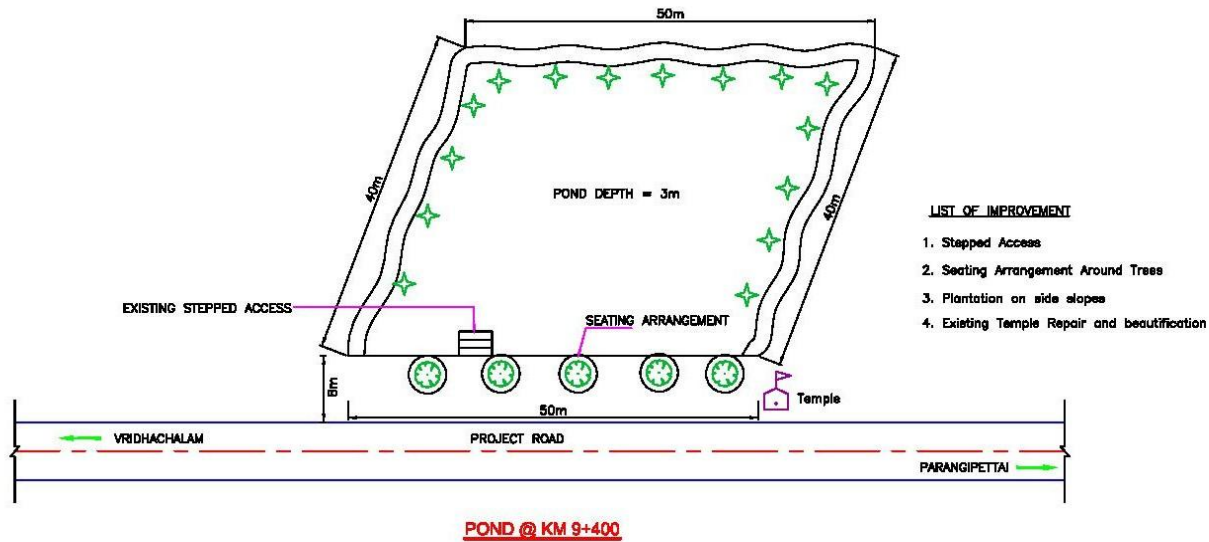 50m
40m
POND DEPTH = 3m
40m
LIST OF IMPROVEMENT
1. Stepped Access
2. Seating Arrangement Around Trees
3. Plantation on side slopes
4. Existing Temple Repair and beautification
EXISTING STEPPED ACCESS
SEATING ARRANGEMENT
8m
50m
Temple
VRIDHACHALAM
PROJECT ROAD
PARANGIPETTAI
POND @ KM 9+400